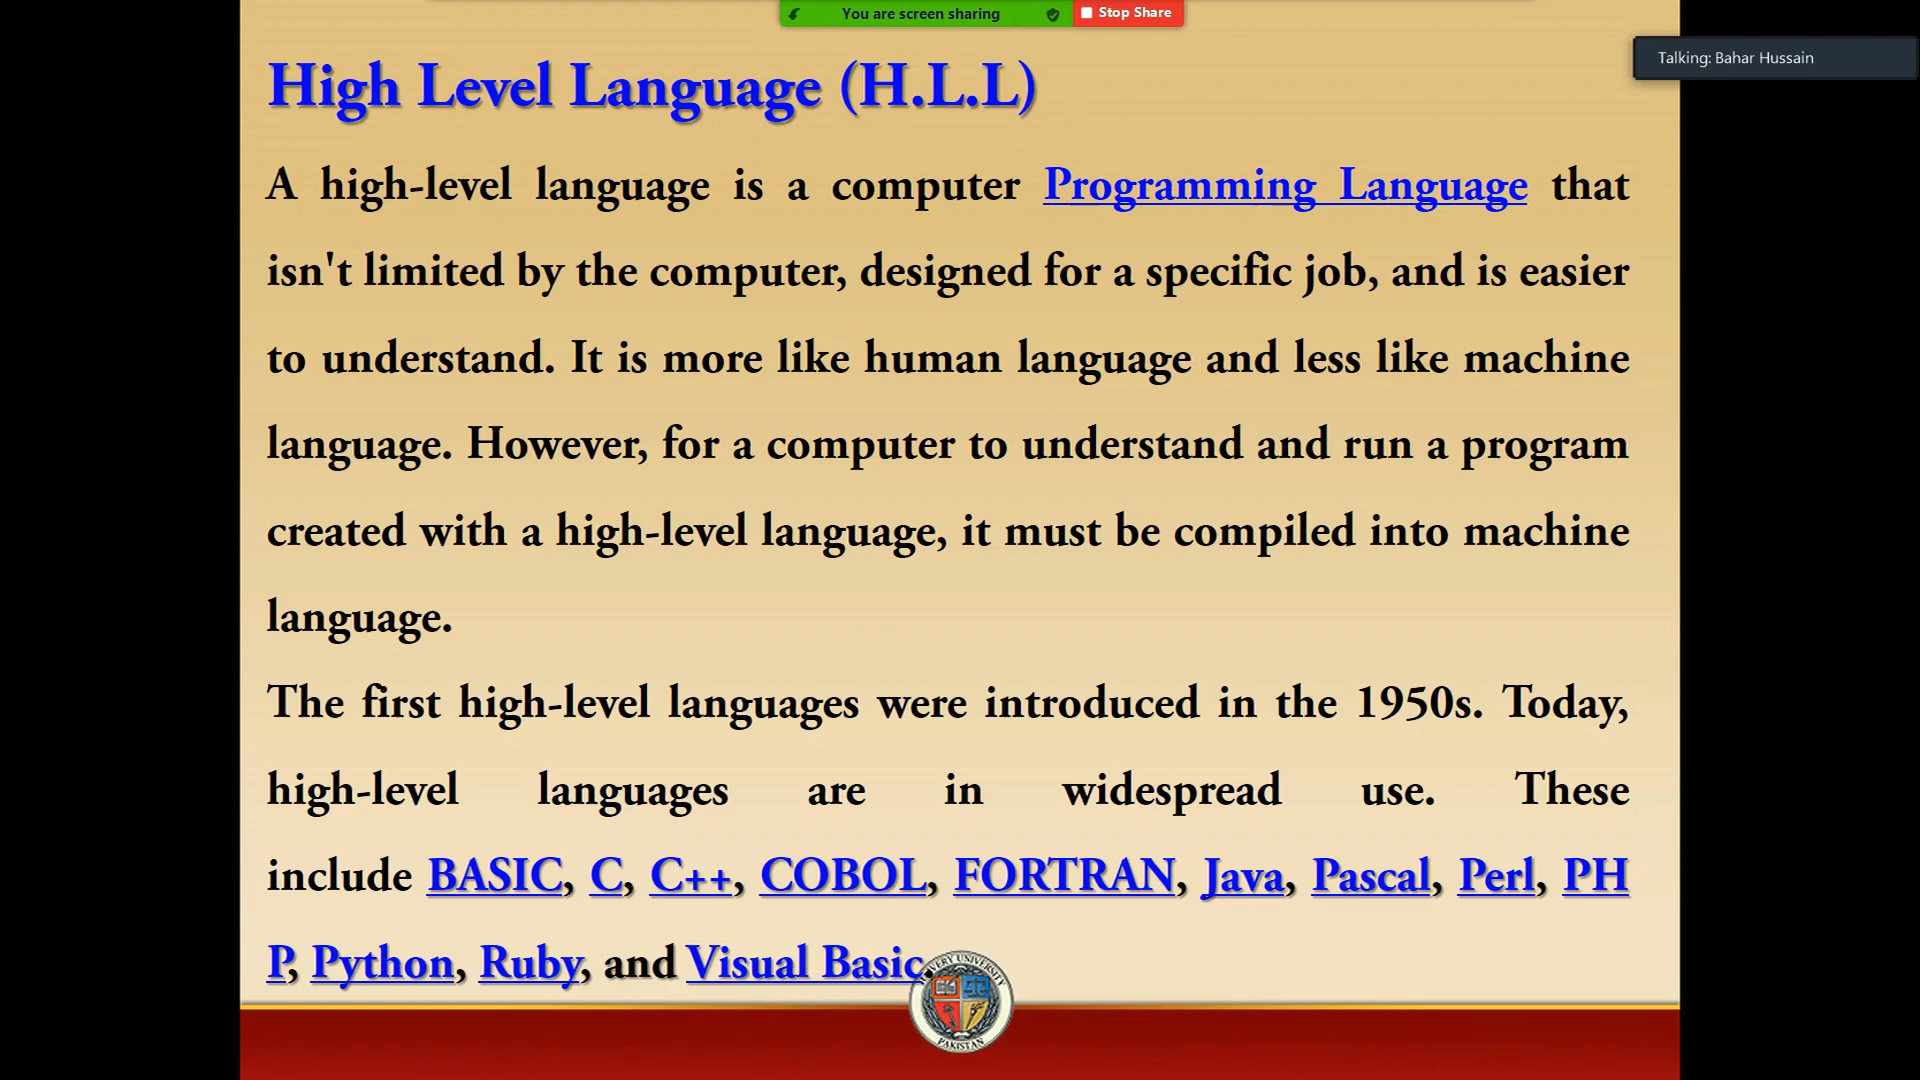 You are screen sharing
Stop Share
Talking: Bahar Hussain
High Level Language (H.L.L)
A high-level language is a computer Programming Language that
isn't limited by the computer, designed for a specific job, and is easier
to understand. It is more like human language and less like machine
language. However, for a computer to understand and run a program
created with a high-level language, it must be compiled into machine
language.
The first high-level languages were introduced in the 1950s. Today,
high-level languages are in widespread use. These
include BASIC, C, C++, COBOL, FORTRAN, Java, Pascal, Perl, PH
P, Python, Ruby, and Visual Basic.
UNIVERSITY
PAKISTAN